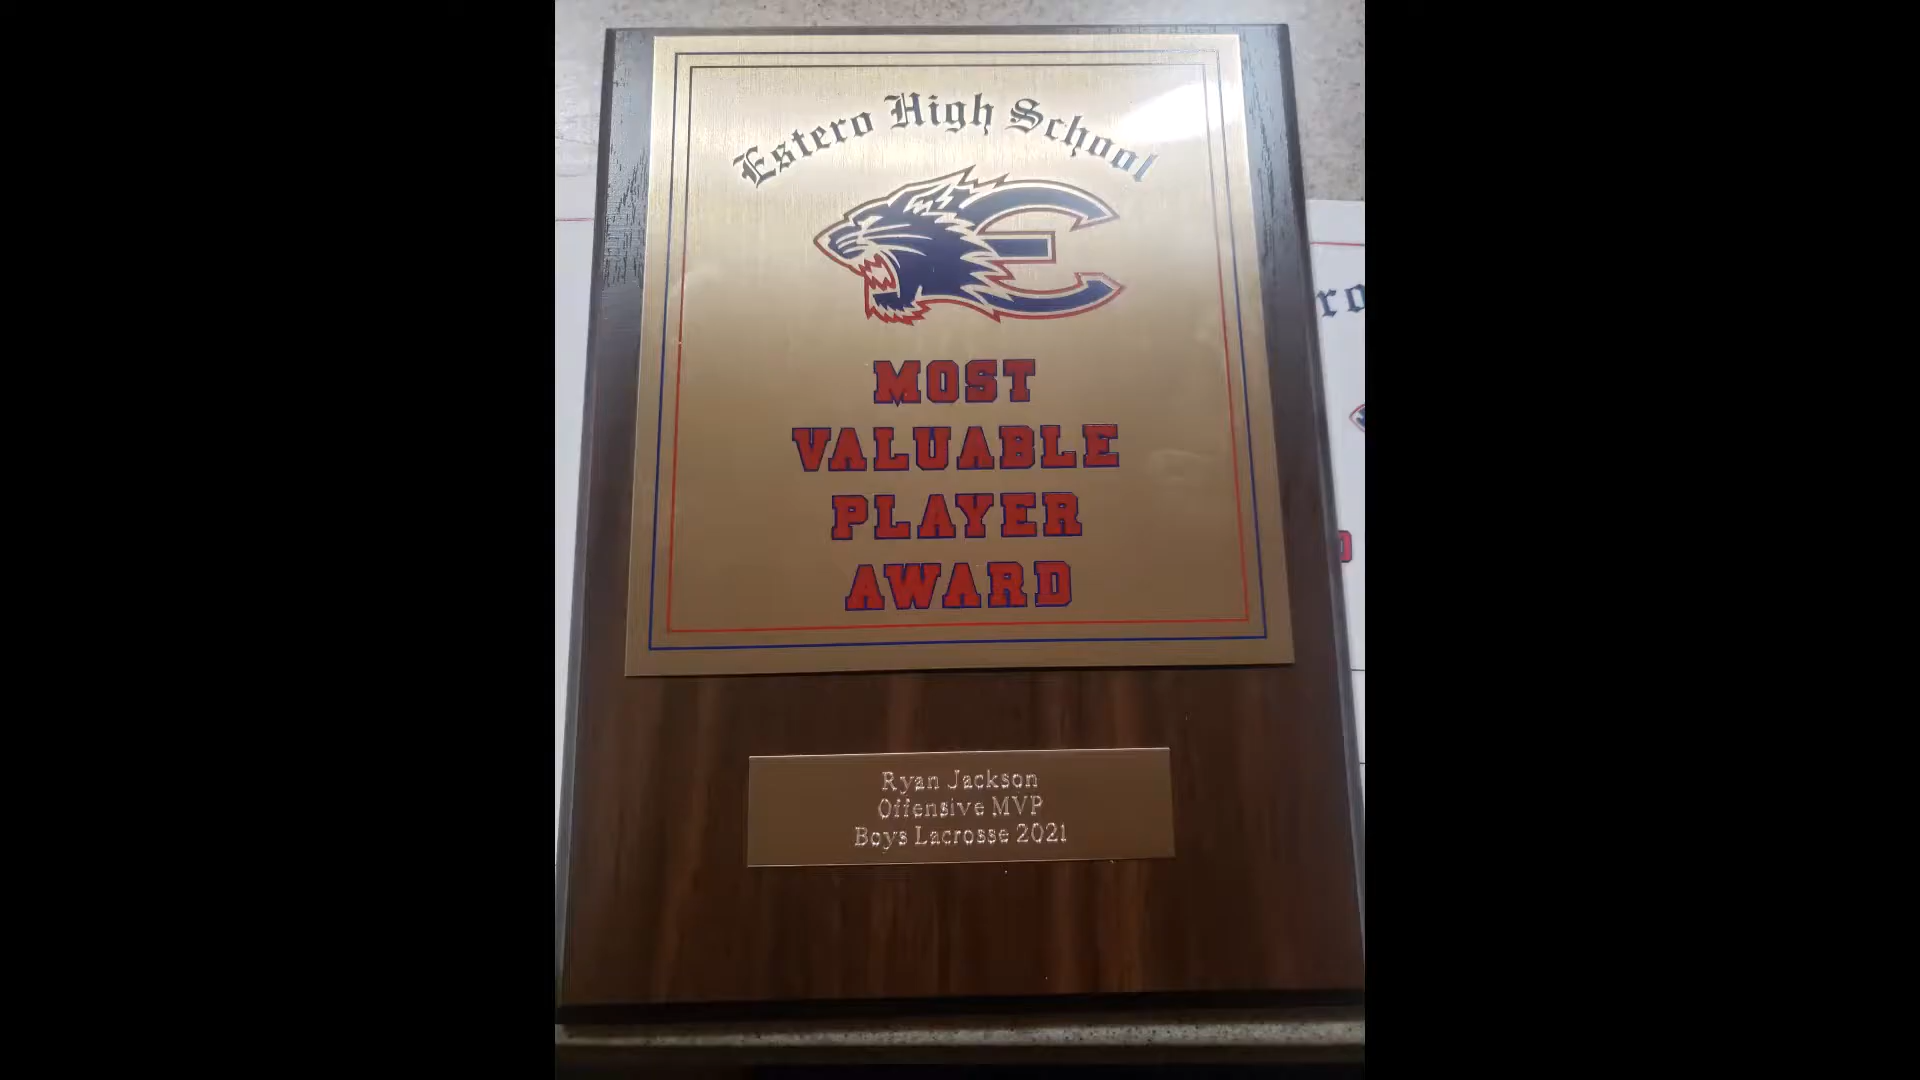 Estero High School
MOST
VALUABLE
PLAYER
AWARD
Ryan Jackson
Offensive MVP
Boys Lacrosse 2021